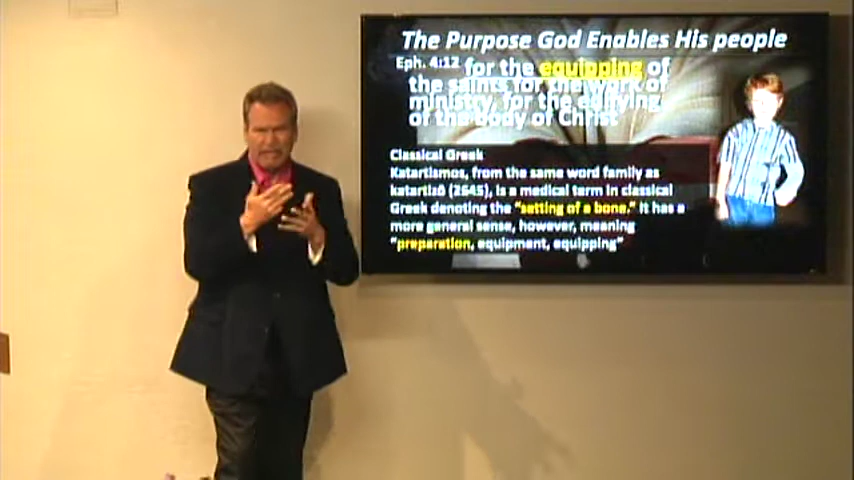 The Purpose God Enables His people
Eph. 4:12 for the equipping of
the saints for the work of
ministry, for the edifying
of the body of Christ
Classical Greek
Katartismos, from the same word family as
katartizō (2645), is a medical term in classical
Greek denoting the "setting of a bone." It has a
more general sense, however, meaning
"preparation, equipment, equipping"